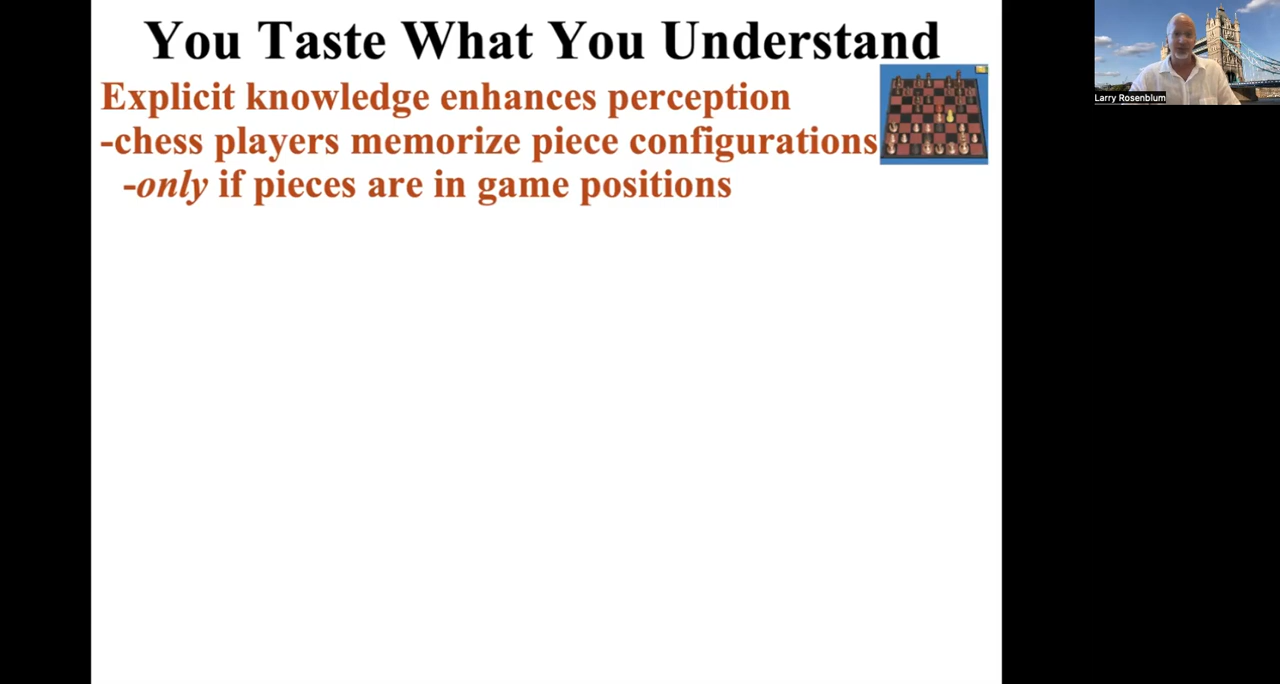 You Taste What You Understand
Explicit knowledge enhances perception
-chess players memorize piece configurations
-only if pieces are in game positions
Larry Rosenblum